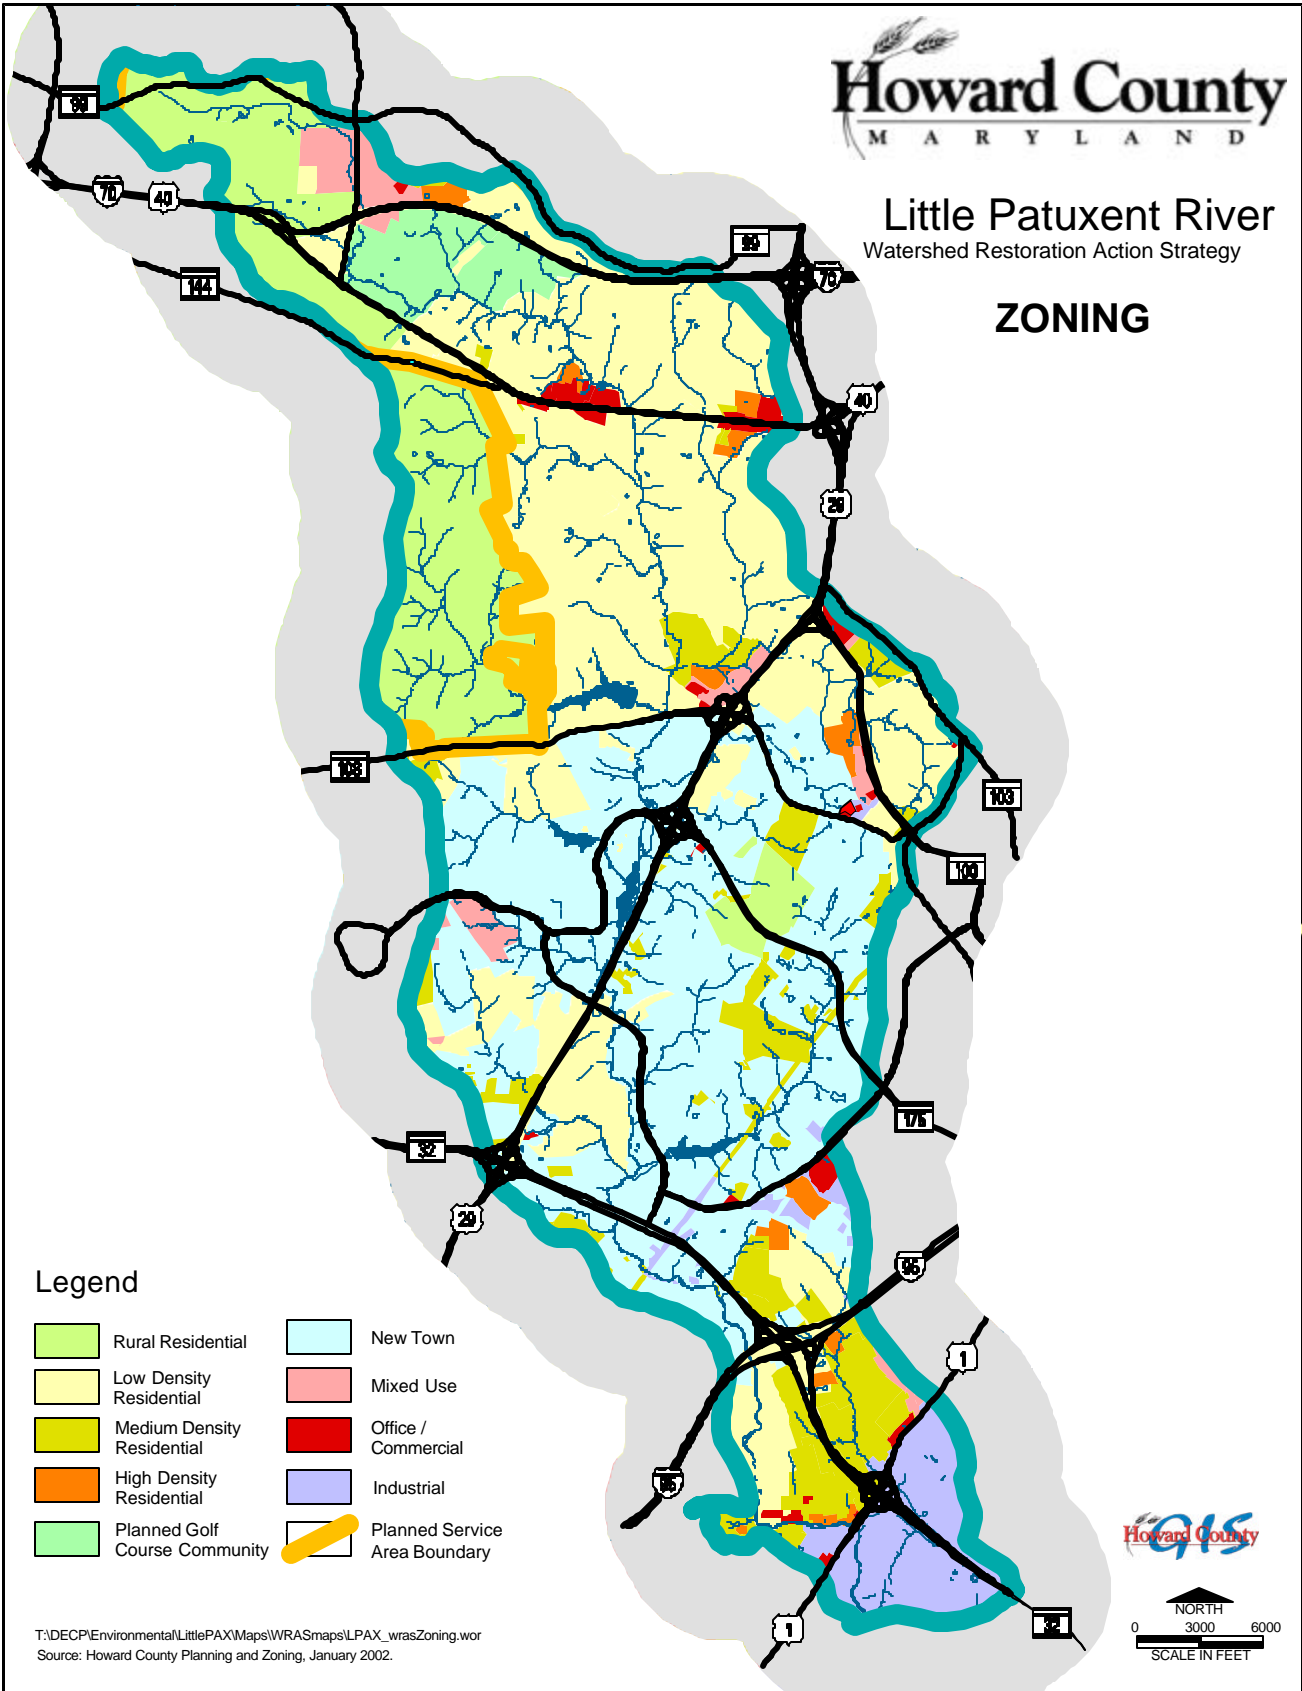 Howard County
MARYLAND
Little Patuxent River
Watershed Restoration Action Strategy
ZONING
99
70
40
144
99
70
40
29
108
103
100
175
32
29
95
1
95
1
32
Legend
Rural Residential
Low Density
Residential
Medium Density
Residential
High Density
Residential
Planned Golf
Course Community
New Town
Mixed Use
Office /
Commercial
Industrial
Planned Service
Area Boundary
Howard County
GIS
NORTH
0 3000 6000
SCALE IN FEET
T:\DECP\Environmental\LittlePAX\Maps\WRASmaps\LPAX_wrasZoning.wor
Source: Howard County Planning and Zoning, January 2002.